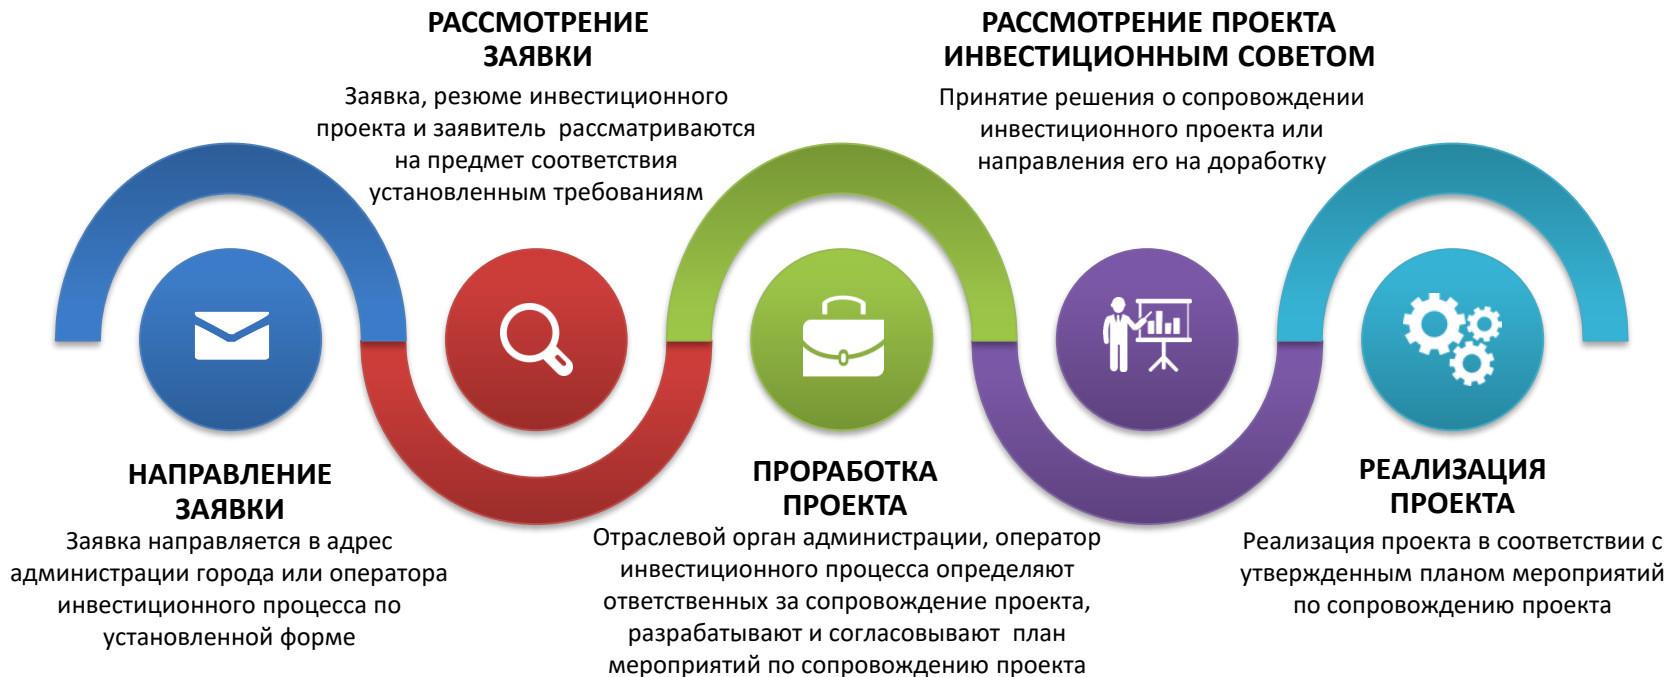 НАПРАВЛЕНИЕ
ЗАЯВКИ
Заявка направляется в адрес
администрации города или оператора
инвестиционного процесса по
установленной форме
РАССМОТРЕНИЕ
ЗАЯВКИ
Заявка, резюме инвестиционного
проекта и заявитель рассматриваются
на предмет соответствия
установленным требованиям
ПРОРАБОТКА
ПРОЕКТА
Отраслевой орган администрации, оператор
инвестиционного процесса определяют
ответственных за сопровождение проекта,
разрабатывают и согласовывают план
мероприятий по сопровождению проекта
РАССМОТРЕНИЕ ПРОЕКТА
ИНВЕСТИЦИОННЫМ СОВЕТОМ
Принятие решения о сопровождении
инвестиционного проекта или
направления его на доработку
РЕАЛИЗАЦИЯ
ПРОЕКТА
Реализация проекта в соответствии с
утвержденным планом мероприятий
по сопровождению проекта